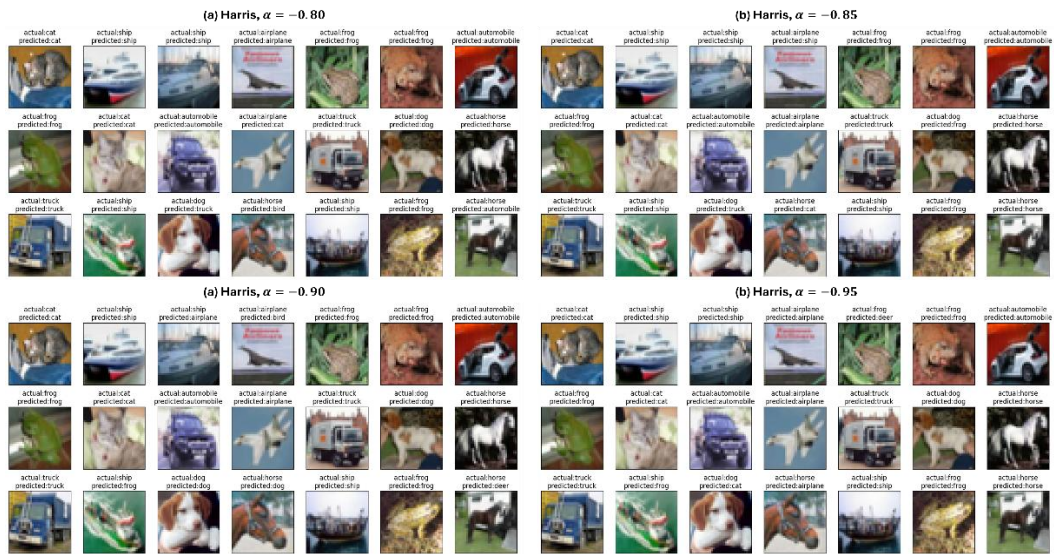 (a) Harris, α = −0.80
actual:cat actual:ship actual:ship actual:airplane actual:frog actual:frog actual:automobile
predicted:cat predicted:ship predicted:ship predicted:airplane predicted:frog predicted:frog predicted:automobile
actual:frog actual:cat actual:automobile actual:airplane actual:truck actual:dog actual:horse
predicted:frog predicted:cat predicted:automobile predicted:cat predicted:truck predicted:dog predicted:horse
actual:truck actual:ship actual:dog actual:horse actual:ship actual:frog actual:horse
predicted:truck predicted:ship predicted:truck predicted:bird predicted:ship predicted:frog predicted:automobile
(b) Harris, α = −0.85
actual:cat actual:ship actual:ship actual:airplane actual:frog actual:frog actual:automobile
predicted:cat predicted:ship predicted:ship predicted:airplane predicted:frog predicted:frog predicted:automobile
actual:frog actual:cat actual:automobile actual:airplane actual:truck actual:dog actual:horse
predicted:frog predicted:cat predicted:automobile predicted:airplane predicted:truck predicted:dog predicted:horse
actual:truck actual:ship actual:dog actual:horse actual:ship actual:frog actual:horse
predicted:truck predicted:ship predicted:truck predicted:cat predicted:ship predicted:frog predicted:horse
(a) Harris, α = −0.90
actual:cat actual:ship actual:ship actual:airplane actual:frog actual:frog actual:automobile
predicted:cat predicted:ship predicted:airplane predicted:bird predicted:frog predicted:frog predicted:automobile
actual:frog actual:cat actual:automobile actual:airplane actual:truck actual:dog actual:horse
predicted:frog predicted:cat predicted:automobile predicted:airplane predicted:truck predicted:dog predicted:horse
actual:truck actual:ship actual:dog actual:horse actual:ship actual:frog actual:horse
predicted:truck predicted:frog predicted:dog predicted:dog predicted:ship predicted:frog predicted:deer
(b) Harris, α = −0.95
actual:cat actual:ship actual:ship actual:airplane actual:frog actual:frog actual:automobile
predicted:cat predicted:ship predicted:ship predicted:airplane predicted:deer predicted:frog predicted:automobile
actual:frog actual:cat actual:automobile actual:airplane actual:truck actual:dog actual:horse
predicted:frog predicted:cat predicted:automobile predicted:airplane predicted:truck predicted:dog predicted:horse
actual:truck actual:ship actual:dog actual:horse actual:ship actual:frog actual:horse
predicted:truck predicted:frog predicted:cat predicted:airplane predicted:ship predicted:frog predicted:horse